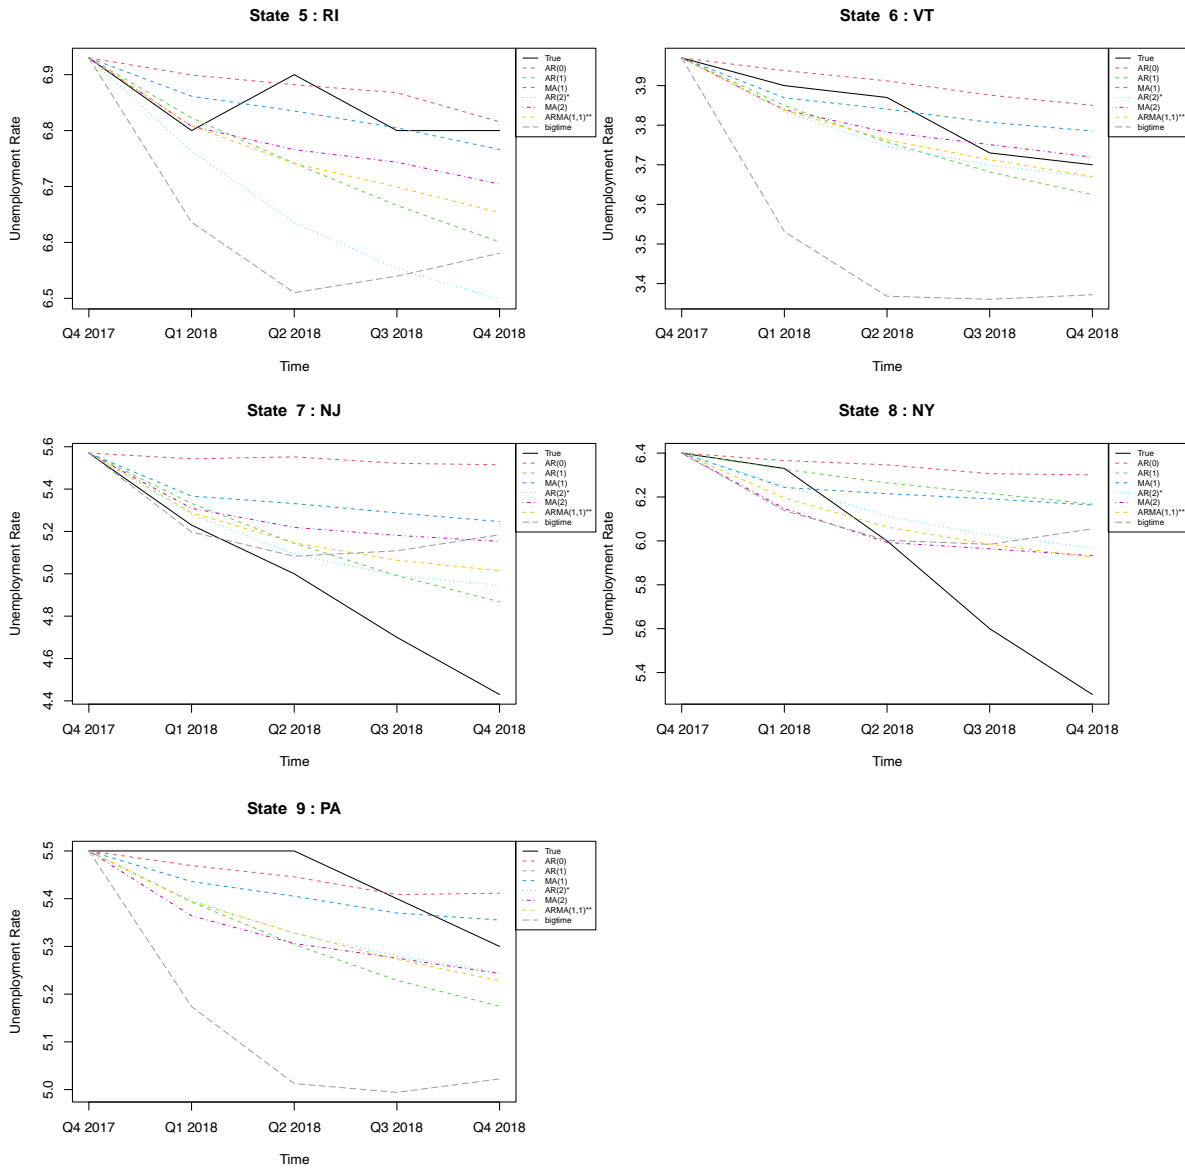 State 5 : RI
Unemployment Rate
6.9
6.8
6.7
6.6
6.5
Q4 2017 Q1 2018 Q2 2018 Q3 2018 Q4 2018
Time
True
AR(0)
AR(1)
MA(1)
AR(2)*
MA(2)
ARMA(1,1)**
bigtime
State 6 : VT
Unemployment Rate
3.9
3.8
3.7
3.6
3.5
3.4
Q4 2017 Q1 2018 Q2 2018 Q3 2018 Q4 2018
Time
True
AR(0)
AR(1)
MA(1)
AR(2)*
MA(2)
ARMA(1,1)**
bigtime
State 7 : NJ
Unemployment Rate
5.6
5.4
5.2
5.0
4.8
4.6
4.4
Q4 2017 Q1 2018 Q2 2018 Q3 2018 Q4 2018
Time
True
AR(0)
AR(1)
MA(1)
AR(2)*
MA(2)
ARMA(1,1)**
bigtime
State 8 : NY
Unemployment Rate
6.4
6.2
6.0
5.8
5.6
5.4
Q4 2017 Q1 2018 Q2 2018 Q3 2018 Q4 2018
Time
True
AR(0)
AR(1)
MA(1)
AR(2)*
MA(2)
ARMA(1,1)**
bigtime
State 9 : PA
Unemployment Rate
5.5
5.4
5.3
5.2
5.1
5.0
Q4 2017 Q1 2018 Q2 2018 Q3 2018 Q4 2018
Time
True
AR(0)
AR(1)
MA(1)
AR(2)*
MA(2)
ARMA(1,1)**
bigtime